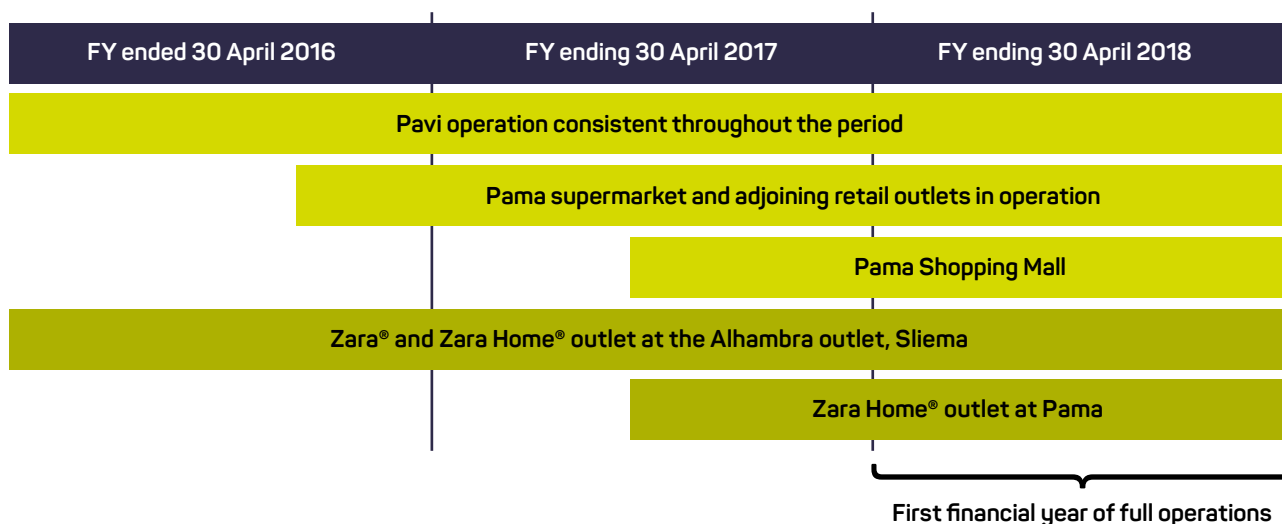 FY ended 30 April 2016
FY ending 30 April 2017
FY ending 30 April 2018
Pavi operation consistent throughout the period
Pama supermarket and adjoining retail outlets in operation
Pama Shopping Mall
Zara® and Zara Home® outlet at the Alhambra outlet, Sliema
Zara Home® outlet at Pama
First financial year of full operations